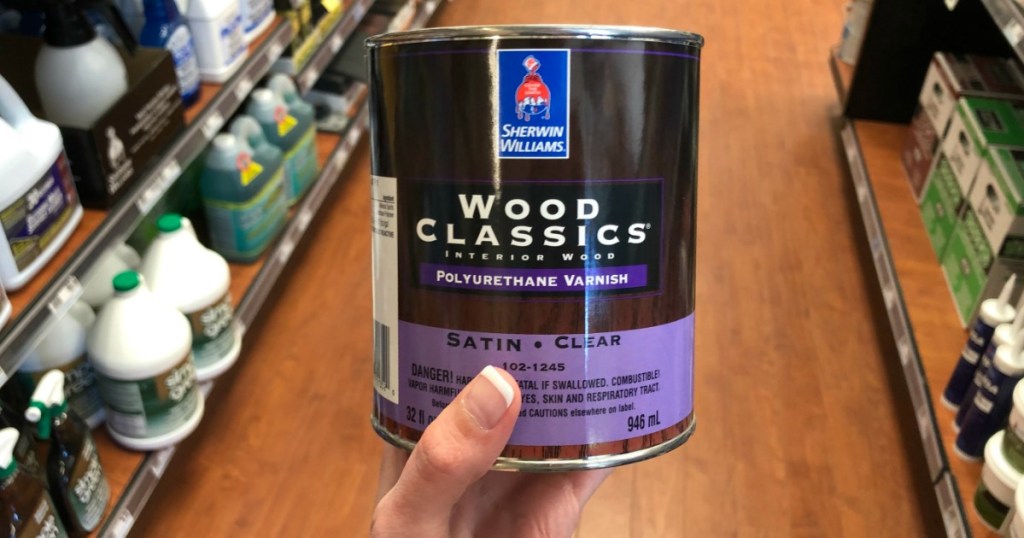 SHERWIN
WILLIAMS.
WOOD
CLASSICS®
INTERIOR WOOD
POLYURETHANE VARNISH
SATIN • CLEAR
102-1245
DANGER! FATAL IF SWALLOWED. COMBUSTIBLE!
VAPOR EYES, SKIN AND RESPIRATORY TRACT.
CAUTIONS elsewhere on label.
32 fl 946 mL